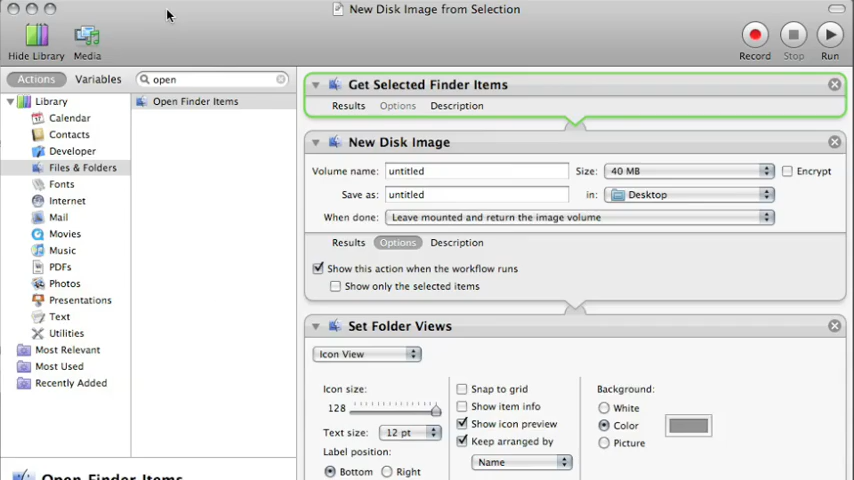 New Disk Image from Selection
Hide Library
Media
Record
Stop
Run
Actions
Variables
open
Library
Calendar
Contacts
Developer
Files & Folders
Fonts
Internet
Mail
Movies
Music
PDFs
Photos
Presentations
Text
Utilities
Most Relevant
Most Used
Recently Added
Open Finder Items
Open Finder Items
Get Selected Finder Items
Results Options Description
New Disk Image
Volume name: untitled Size: 40 MB Encrypt
Save as: untitled in: Desktop
When done: Leave mounted and return the image volume
Results Options Description
Show this action when the workflow runs
Show only the selected items
Set Folder Views
Icon View
Icon size:
128
Text size: 12 pt
Label position:
Bottom Right
Snap to grid
Show item info
Show icon preview
Keep arranged by
Name
Background:
White
Color
Picture